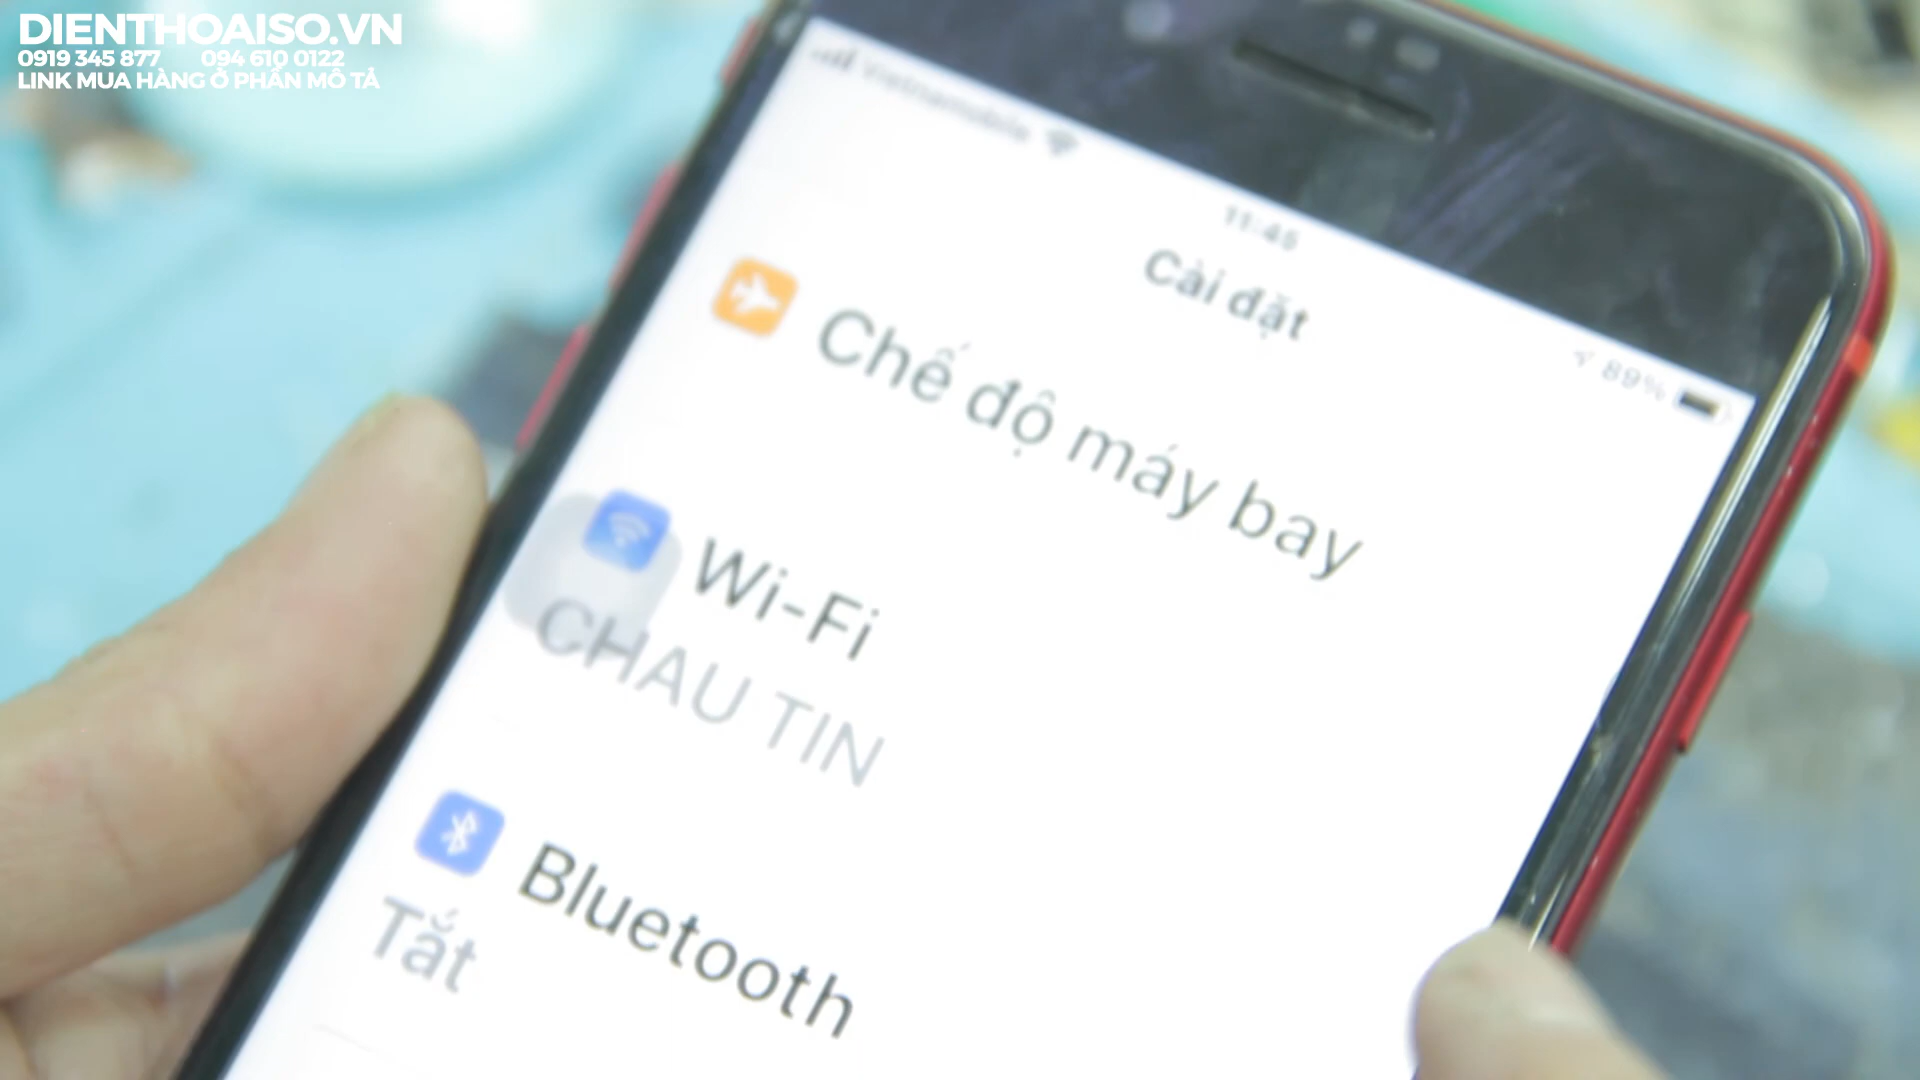 DIENTHOAISO.VN
0919 345 877 094 610 0122
LINK MUA HÀNG Ở PHẦN MÔ TẢ
Vietnamobile
11:45
89%
Cài đặt
Chế độ máy bay
Wi-Fi
CHAU TIN
Bluetooth
Tắt